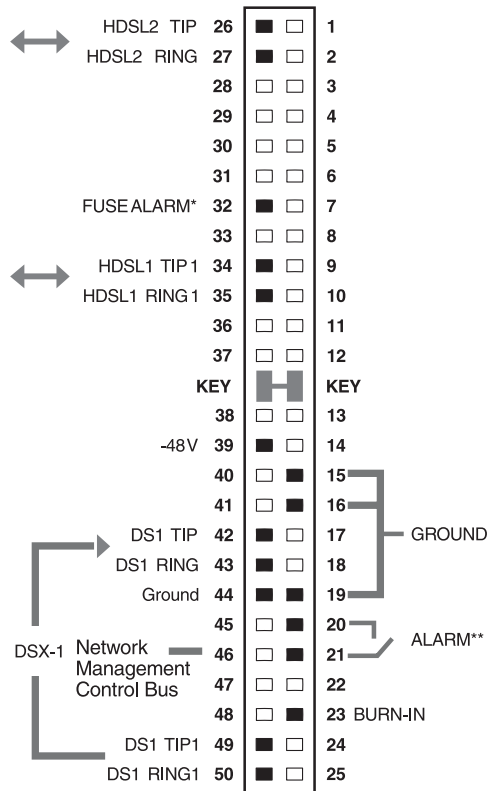 HDSL2 TIP 26 1
HDSL2 RING 27 2
28 3
29 4
30 5
31 6
FUSE ALARM* 32 7
33 8
HDSL1 TIP 1 34 9
HDSL1 RING 1 35 10
36 11
37 12
KEY KEY
38 13
-48V 39 14
40 15
41 16
DS1 TIP 42 17 GROUND
DS1 RING 43 18
Ground 44 19
45 20
DSX-1 Network 46 21 ALARM**
Management 47 22
Control Bus
48 23 BURN-IN
DS1 TIP1 49 24
DS1 RING1 50 25